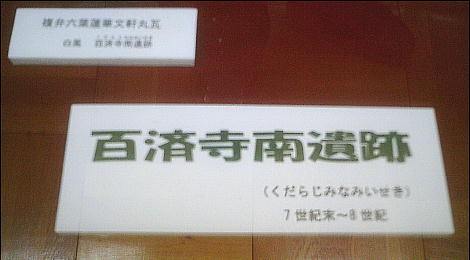 複弁六葉蓮華文軒丸瓦
白鳳 百済寺南遺跡
百済寺南遺跡
(くだらじみなみいせき)
7世紀末〜8世紀